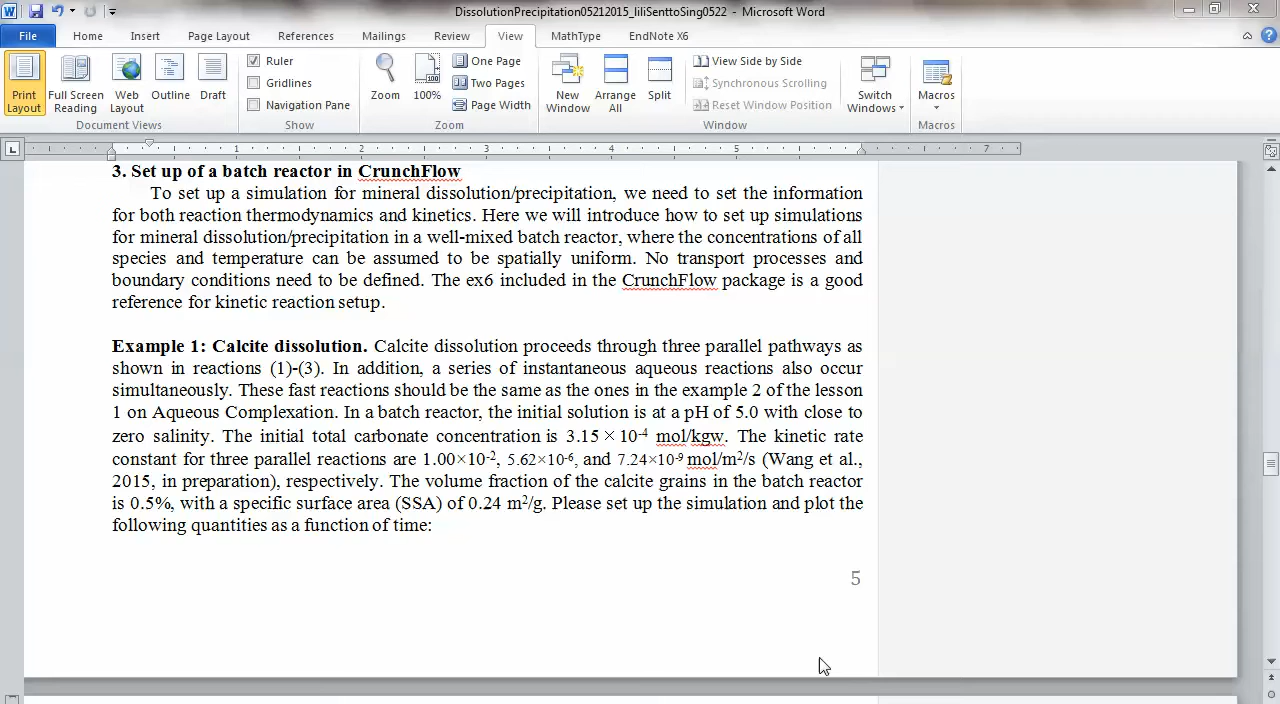 DissolutionPrecipitation05212015_liliSenttoSing0522 - Microsoft Word
File Home Insert Page Layout References Mailings Review View MathType EndNote X6
Print Layout
Full Screen Reading
Web Layout
Outline
Draft
Document Views
Ruler
Gridlines
Navigation Pane
Show
Zoom
100%
One Page
Two Pages
Page Width
Zoom
New Window
Arrange All
Split
View Side by Side
Synchronous Scrolling
Reset Window Position
Switch Windows
Window
Macros
Macros
1 2 3 4 5 7
3. Set up of a batch reactor in CrunchFlow
To set up a simulation for mineral dissolution/precipitation, we need to set the information
for both reaction thermodynamics and kinetics. Here we will introduce how to set up simulations
for mineral dissolution/precipitation in a well-mixed batch reactor, where the concentrations of all
species and temperature can be assumed to be spatially uniform. No transport processes and
boundary conditions need to be defined. The ex6 included in the CrunchFlow package is a good
reference for kinetic reaction setup.
Example 1: Calcite dissolution. Calcite dissolution proceeds through three parallel pathways as
shown in reactions (1)-(3). In addition, a series of instantaneous aqueous reactions also occur
simultaneously. These fast reactions should be the same as the ones in the example 2 of the lesson
1 on Aqueous Complexation. In a batch reactor, the initial solution is at a pH of 5.0 with close to
zero salinity. The initial total carbonate concentration is 3.15 × 10⁻⁴ mol/kgw. The kinetic rate
constant for three parallel reactions are 1.00×10⁻², 5.62×10⁻⁶, and 7.24×10⁻⁹ mol/m²/s (Wang et al.,
2015, in preparation), respectively. The volume fraction of the calcite grains in the batch reactor
is 0.5%, with a specific surface area (SSA) of 0.24 m²/g. Please set up the simulation and plot the
following quantities as a function of time:
5